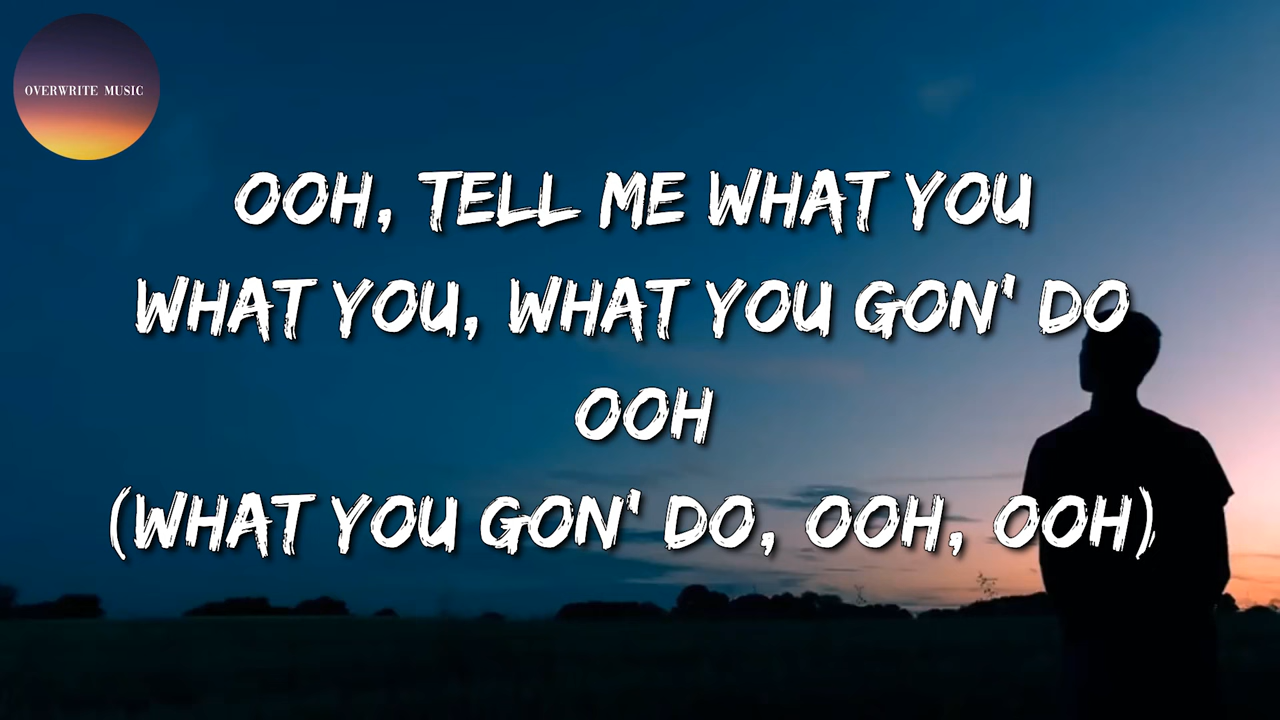 OVERWRITE MUSIC
OOH, TELL ME WHAT YOU
WHAT YOU, WHAT YOU GON' DO
OOH
(WHAT YOU GON' DO, OOH, OOH)